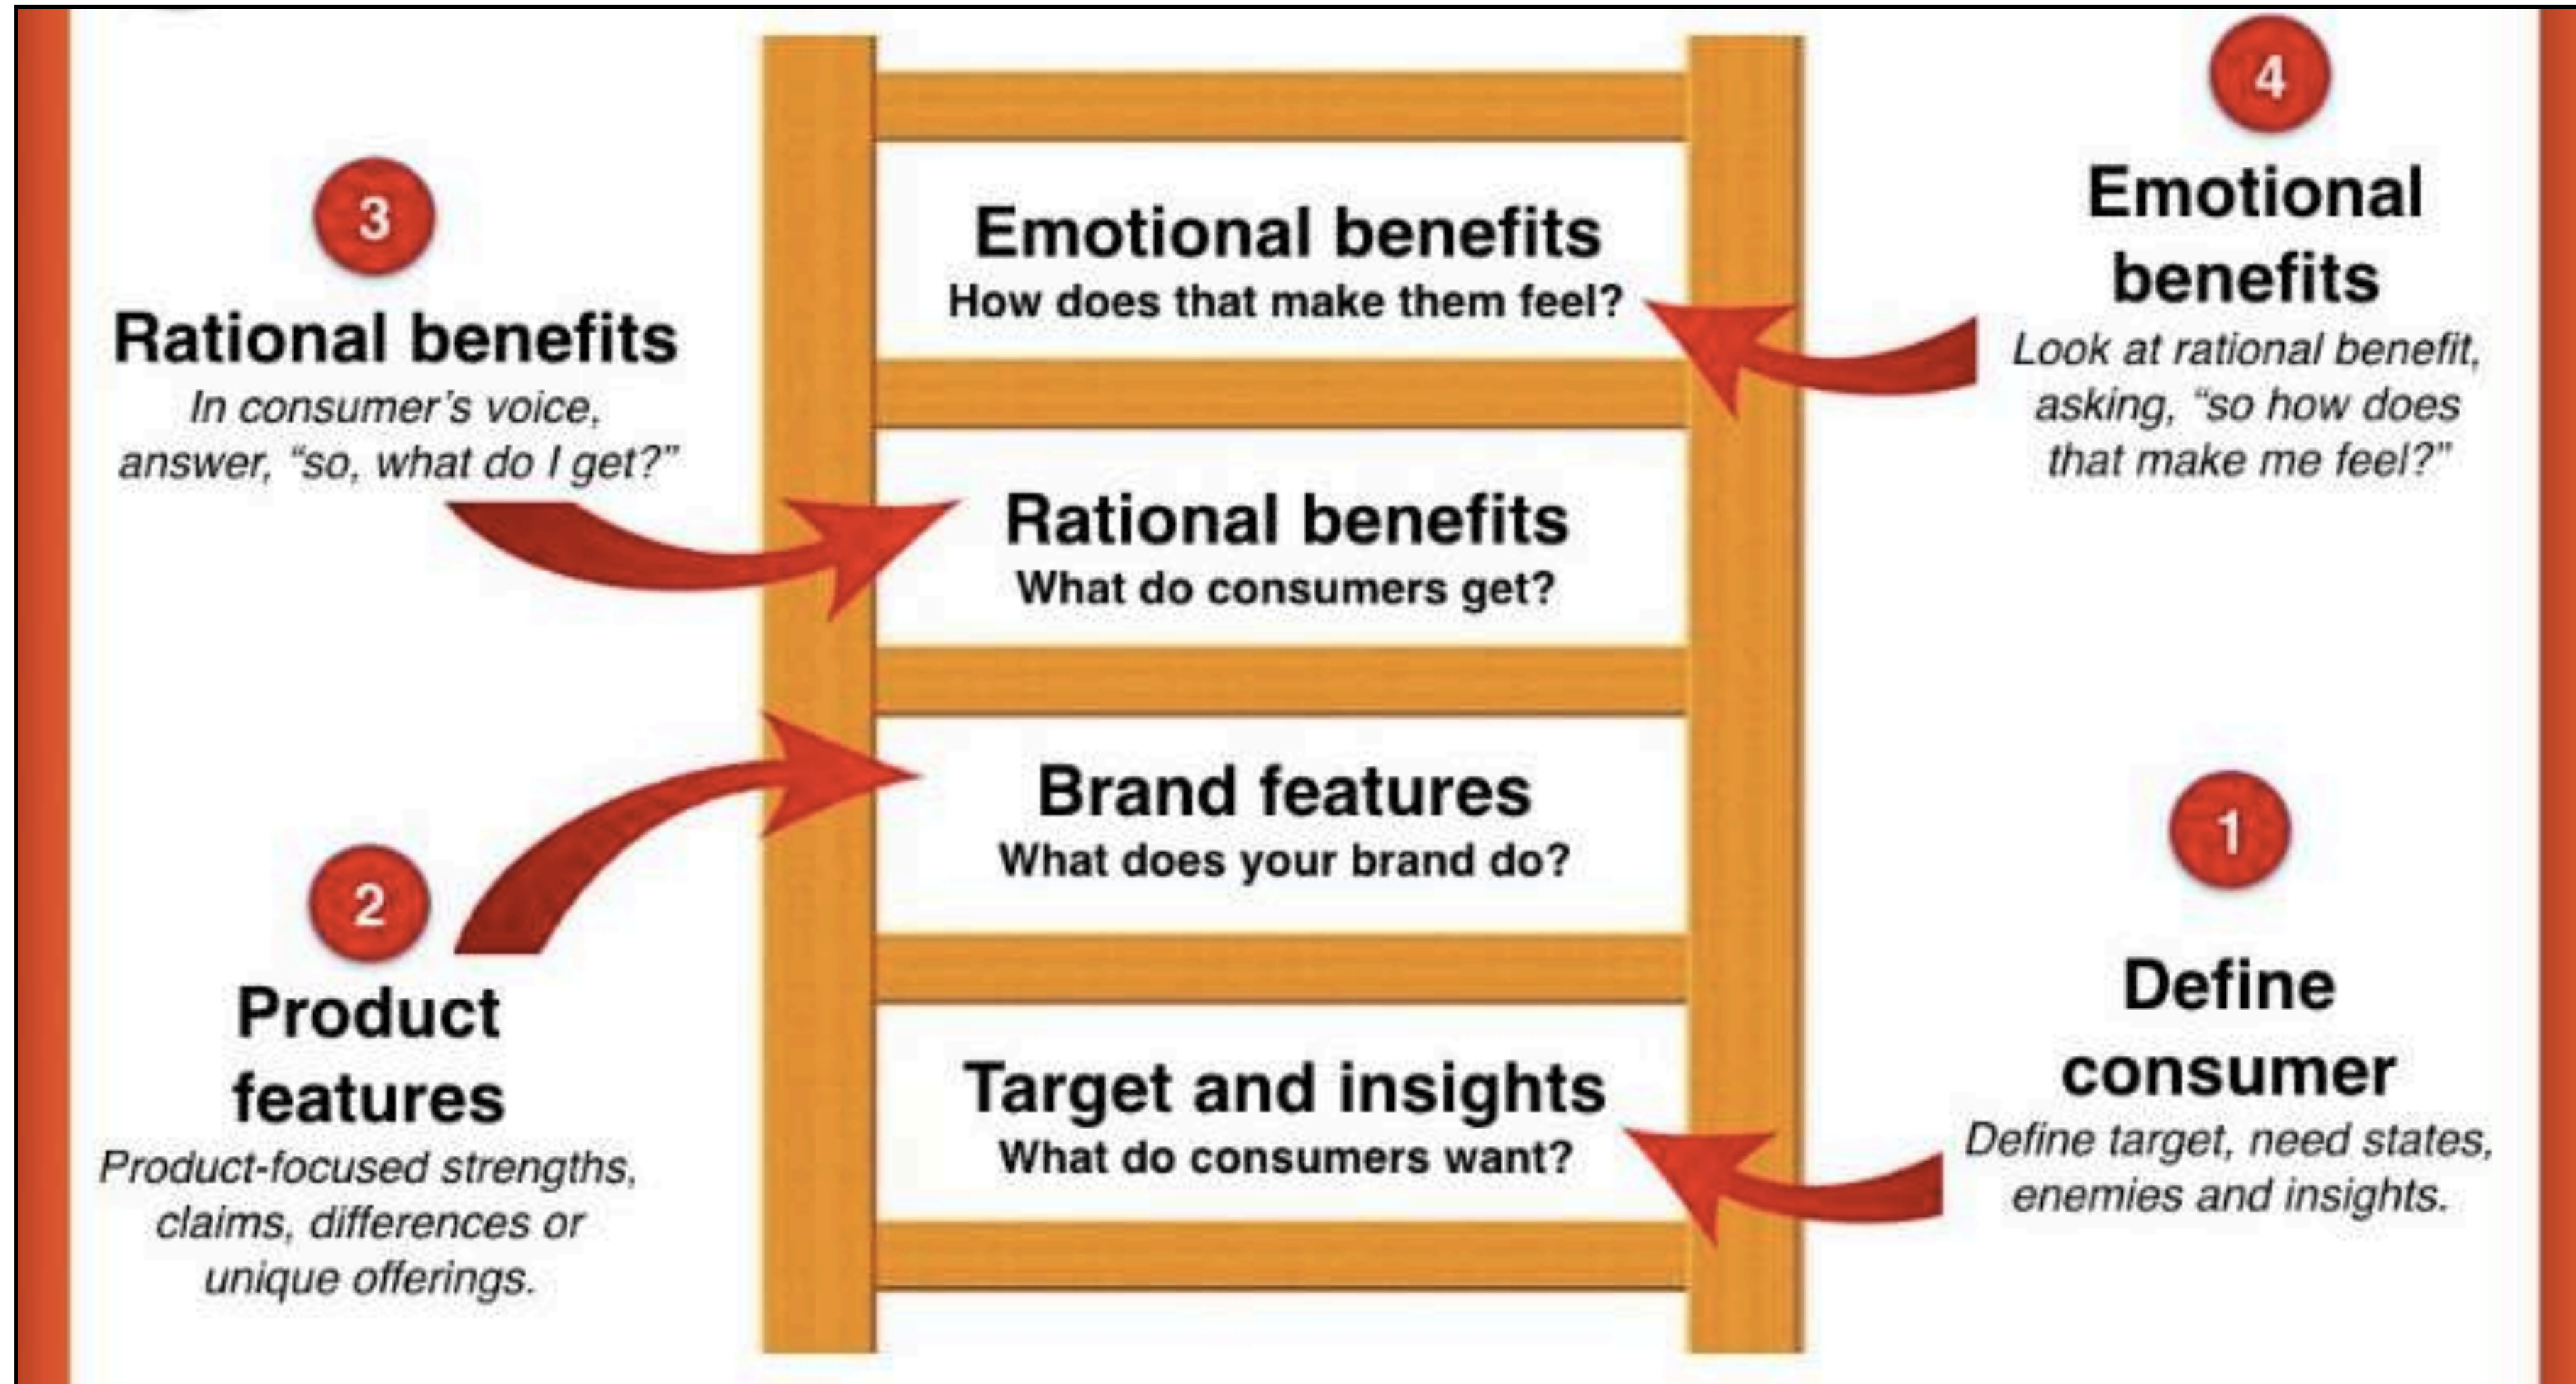 3
Rational benefits
In consumer's voice,
answer, “so, what do I get?”
2
Product
features
Product-focused strengths,
claims, differences or
unique offerings.
Emotional benefits
How does that make them feel?
Rational benefits
What do consumers get?
Brand features
What does your brand do?
Target and insights
What do consumers want?
4
Emotional
benefits
Look at rational benefit,
asking, “so how does
that make me feel?”
1
Define
consumer
Define target, need states,
enemies and insights.